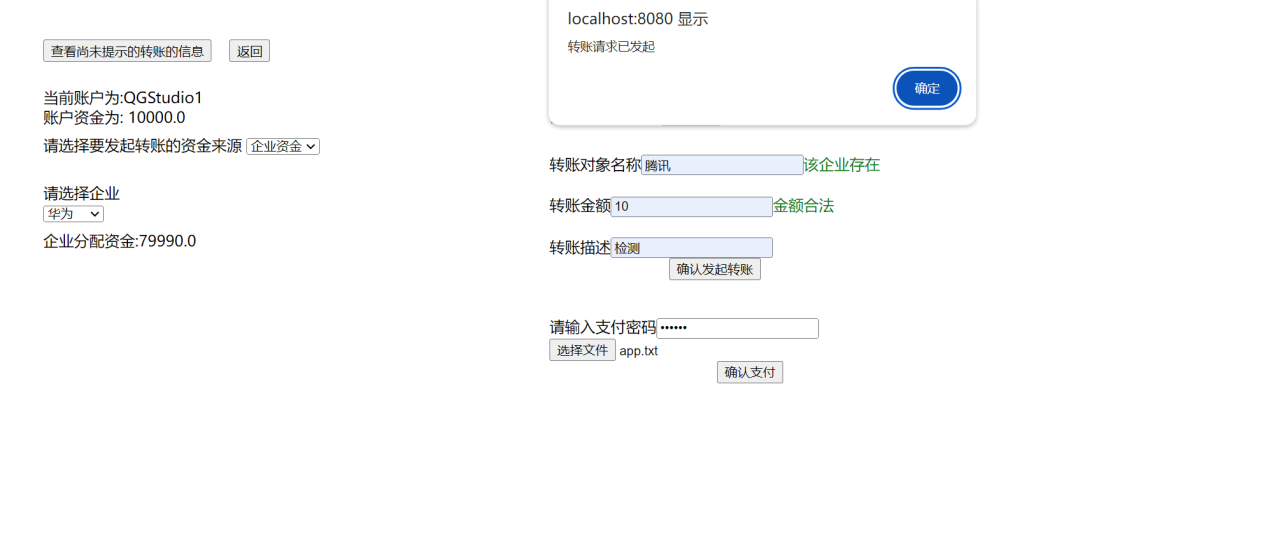 查看尚未提示的转账的信息 返回
当前账户为:QGStudio1
账户资金为: 10000.0
请选择要发起转账的资金来源 企业资金
请选择企业
华为
企业分配资金:79990.0
localhost:8080 显示
转账请求已发起
确定
转账对象名称 腾讯 该企业存在
转账金额 10 金额合法
转账描述 检测
确认发起转账
请输入支付密码 ••••••
选择文件 app.txt
确认支付